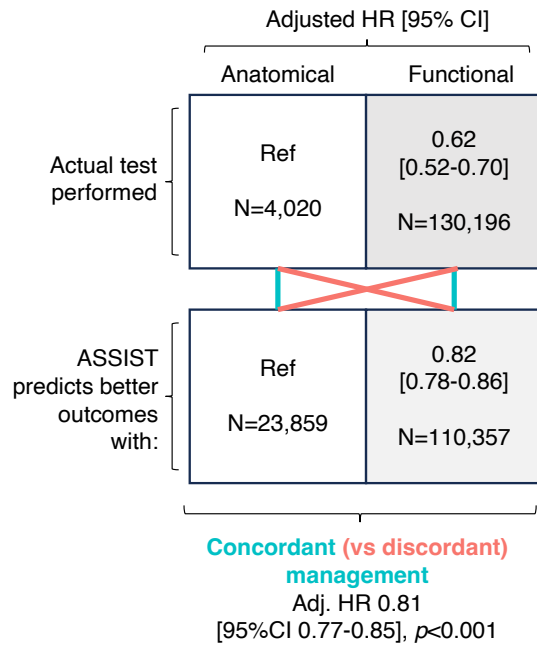 Adjusted HR [95% CI]
Anatomical
Functional
Actual test
performed
Ref
N=4,020
0.62
[0.52-0.70]
N=130,196
ASSIST
predicts better
outcomes
with:
Ref
N=23,859
0.82
[0.78-0.86]
N=110,357
Concordant (vs discordant)
management
Adj. HR 0.81
[95%CI 0.77-0.85], p<0.001